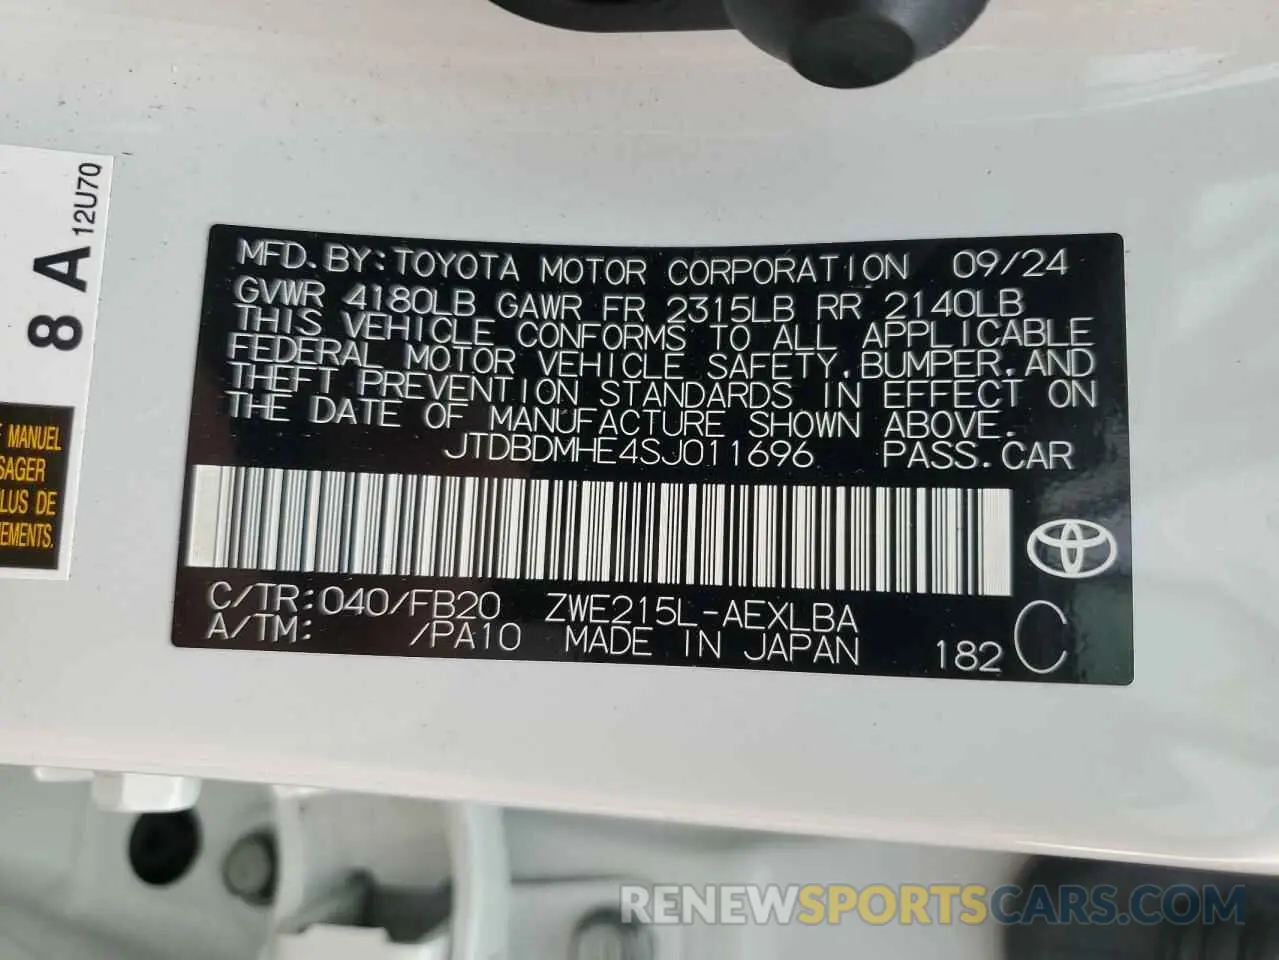 8 A 12U70
MANUEL
SAGER
LUS DE
EMENTS.
MFD. BY: TOYOTA MOTOR CORPORATION 09/24
GVWR 4180LB GAWR FR 2315LB RR 2140LB
THIS VEHICLE CONFORMS TO ALL APPLICABLE
FEDERAL MOTOR VEHICLE SAFETY, BUMPER, AND
THEFT PREVENTION STANDARDS IN EFFECT ON
THE DATE OF MANUFACTURE SHOWN ABOVE.
JTDBDMHE4SJ011696 PASS. CAR
C/TR: 040/FB20 ZWE215L-AEXLBA
A/TM: /PA10 MADE IN JAPAN 182 C
RENEWSPORTSCARS.COM